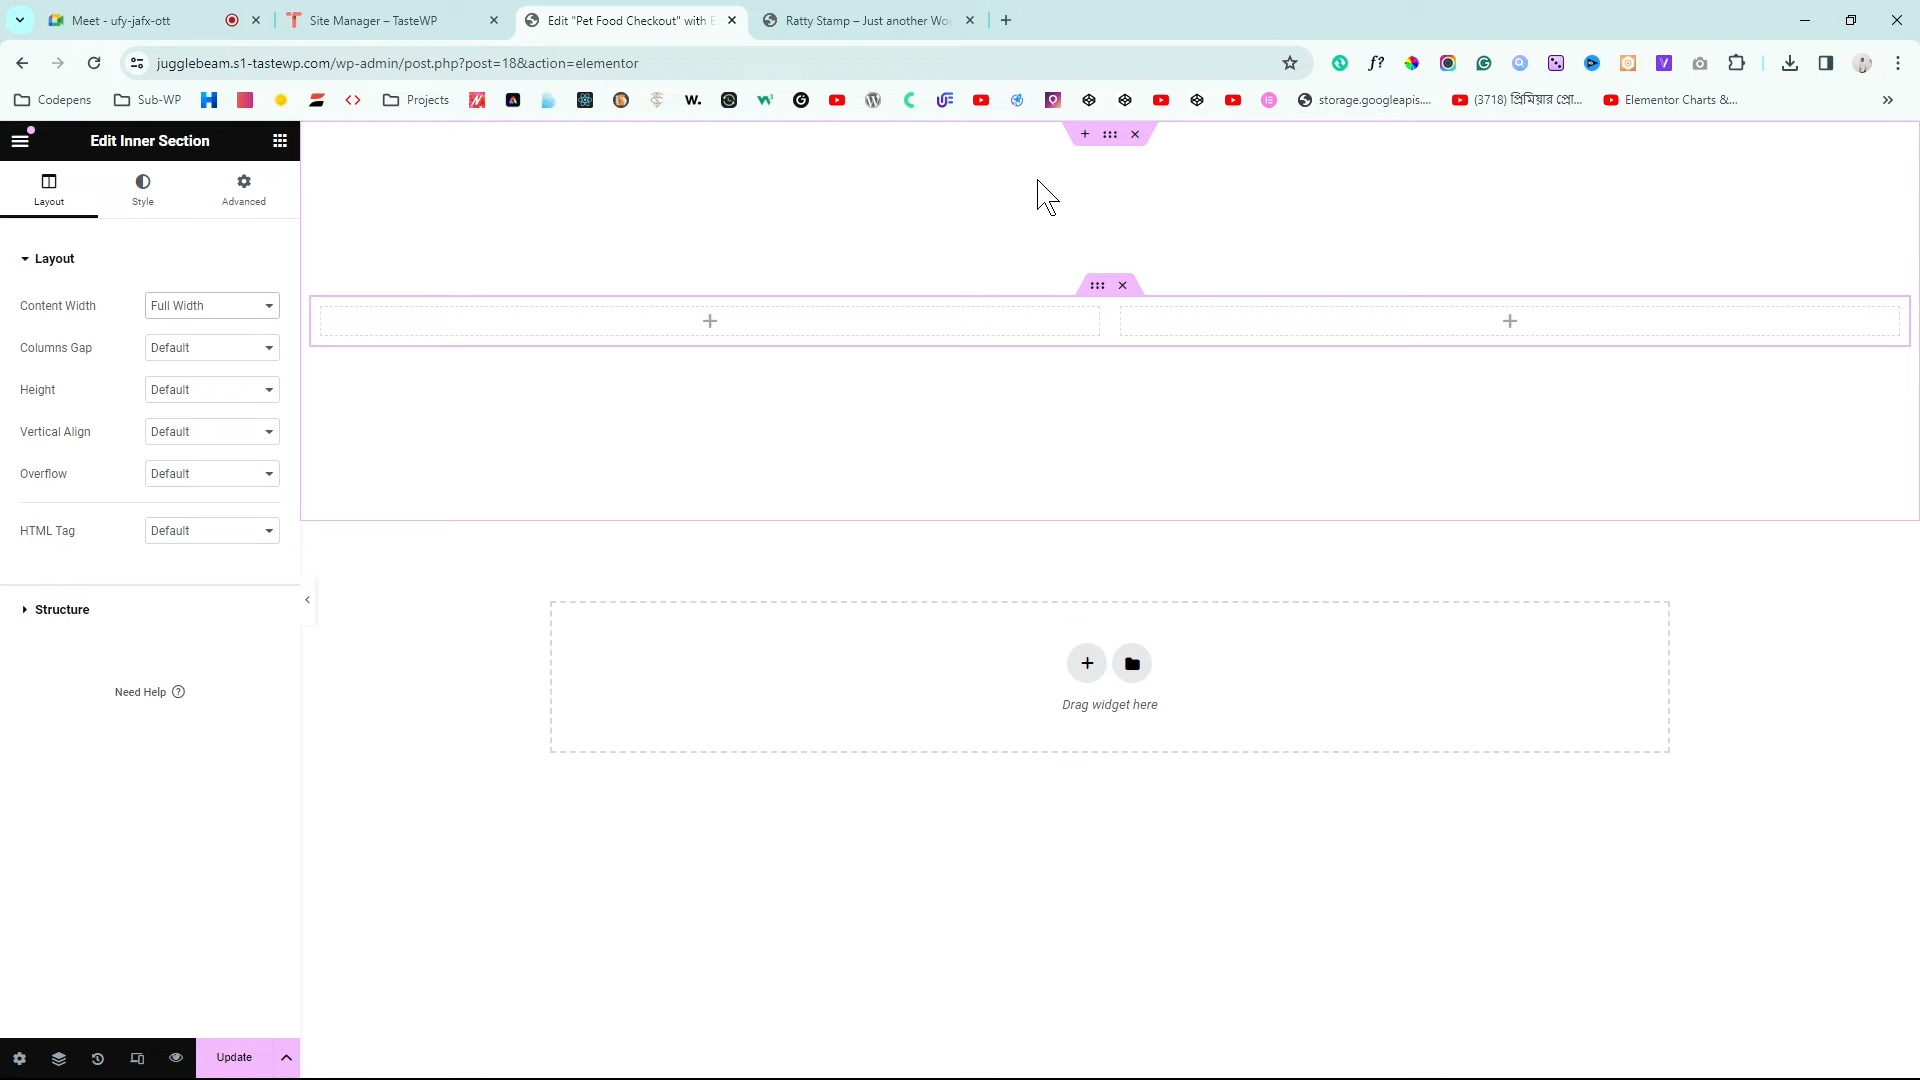 Meet - ufy-jafx-ott
Site Manager – TasteWP
Edit "Pet Food Checkout" with E
Ratty Stamp – Just another Wo
jugglebeam.s1-tastewp.com/wp-admin/post.php?post=18&action=elementor
f?
Codepens
Sub-WP
Projects
W.
storage.googleapis....
(3718) প্রিমিয়ার প্রো...
Elementor Charts &...
Edit Inner Section
Layout
Style
Advanced
Layout
Content Width
Full Width
Columns Gap
Default
Height
Default
Vertical Align
Default
Overflow
Default
HTML Tag
Default
Structure
Need Help
Drag widget here
Update